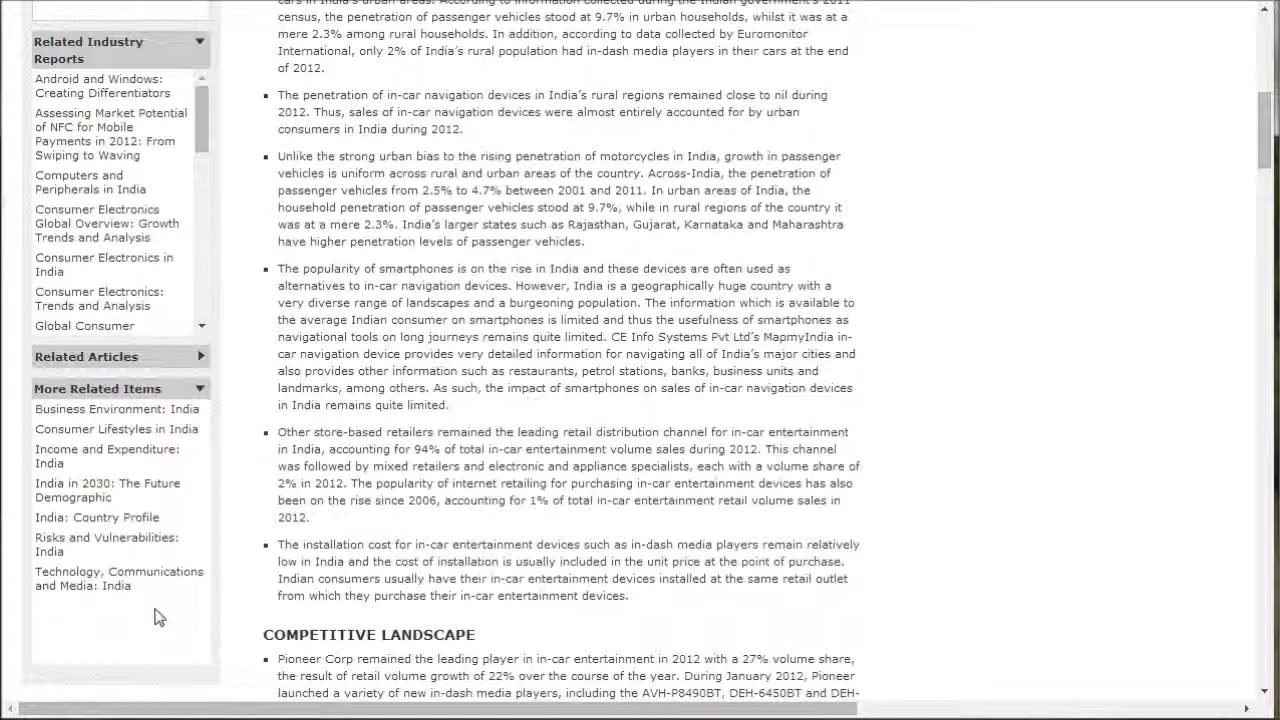 Related Industry
Reports
Android and Windows:
Creating Differentiators
Assessing Market Potential
of NFC for Mobile
Payments in 2012: From
Swiping to Waving
Computers and
Peripherals in India
Consumer Electronics
Global Overview: Growth
Trends and Analysis
Consumer Electronics in
India
Consumer Electronics:
Trends and Analysis
Global Consumer
Related Articles
More Related Items
Business Environment: India
Consumer Lifestyles in India
Income and Expenditure:
India
India in 2030: The Future
Demographic
India: Country Profile
Risks and Vulnerabilities:
India
Technology, Communications
and Media: India
cars in India's urban areas. According to information collected during the Indian government's 2011
census, the penetration of passenger vehicles stood at 9.7% in urban households, whilst it was at a
mere 2.3% among rural households. In addition, according to data collected by Euromonitor
International, only 2% of India's rural population had in-dash media players in their cars at the end
of 2012.
The penetration of in-car navigation devices in India's rural regions remained close to nil during
2012. Thus, sales of in-car navigation devices were almost entirely accounted for by urban
consumers in India during 2012.
Unlike the strong urban bias to the rising penetration of motorcycles in India, growth in passenger
vehicles is uniform across rural and urban areas of the country. Across-India, the penetration of
passenger vehicles from 2.5% to 4.7% between 2001 and 2011. In urban areas of India, the
household penetration of passenger vehicles stood at 9.7%, while in rural regions of the country it
was at a mere 2.3%. India's larger states such as Rajasthan, Gujarat, Karnataka and Maharashtra
have higher penetration levels of passenger vehicles.
The popularity of smartphones is on the rise in India and these devices are often used as
alternatives to in-car navigation devices. However, India is a geographically huge country with a
very diverse range of landscapes and a burgeoning population. The information which is available to
the average Indian consumer on smartphones is limited and thus the usefulness of smartphones as
navigational tools on long journeys remains quite limited. CE Info Systems Pvt Ltd's MapmyIndia in-
car navigation device provides very detailed information for navigating all of India's major cities and
also provides other information such as restaurants, petrol stations, banks, business units and
landmarks, among others. As such, the impact of smartphones on sales of in-car navigation devices
in India remains quite limited.
Other store-based retailers remained the leading retail distribution channel for in-car entertainment
in India, accounting for 94% of total in-car entertainment volume sales during 2012. This channel
was followed by mixed retailers and electronic and appliance specialists, each with a volume share of
2% in 2012. The popularity of internet retailing for purchasing in-car entertainment devices has also
been on the rise since 2006, accounting for 1% of total in-car entertainment retail volume sales in
2012.
The installation cost for in-car entertainment devices such as in-dash media players remain relatively
low in India and the cost of installation is usually included in the unit price at the point of purchase.
Indian consumers usually have their in-car entertainment devices installed at the same retail outlet
from which they purchase their in-car entertainment devices.
COMPETITIVE LANDSCAPE
Pioneer Corp remained the leading player in in-car entertainment in 2012 with a 27% volume share,
the result of retail volume growth of 22% over the course of the year. During January 2012, Pioneer
launched a variety of new in-dash media players, including the AVH-P8490BT, DEH-6450BT and DEH-